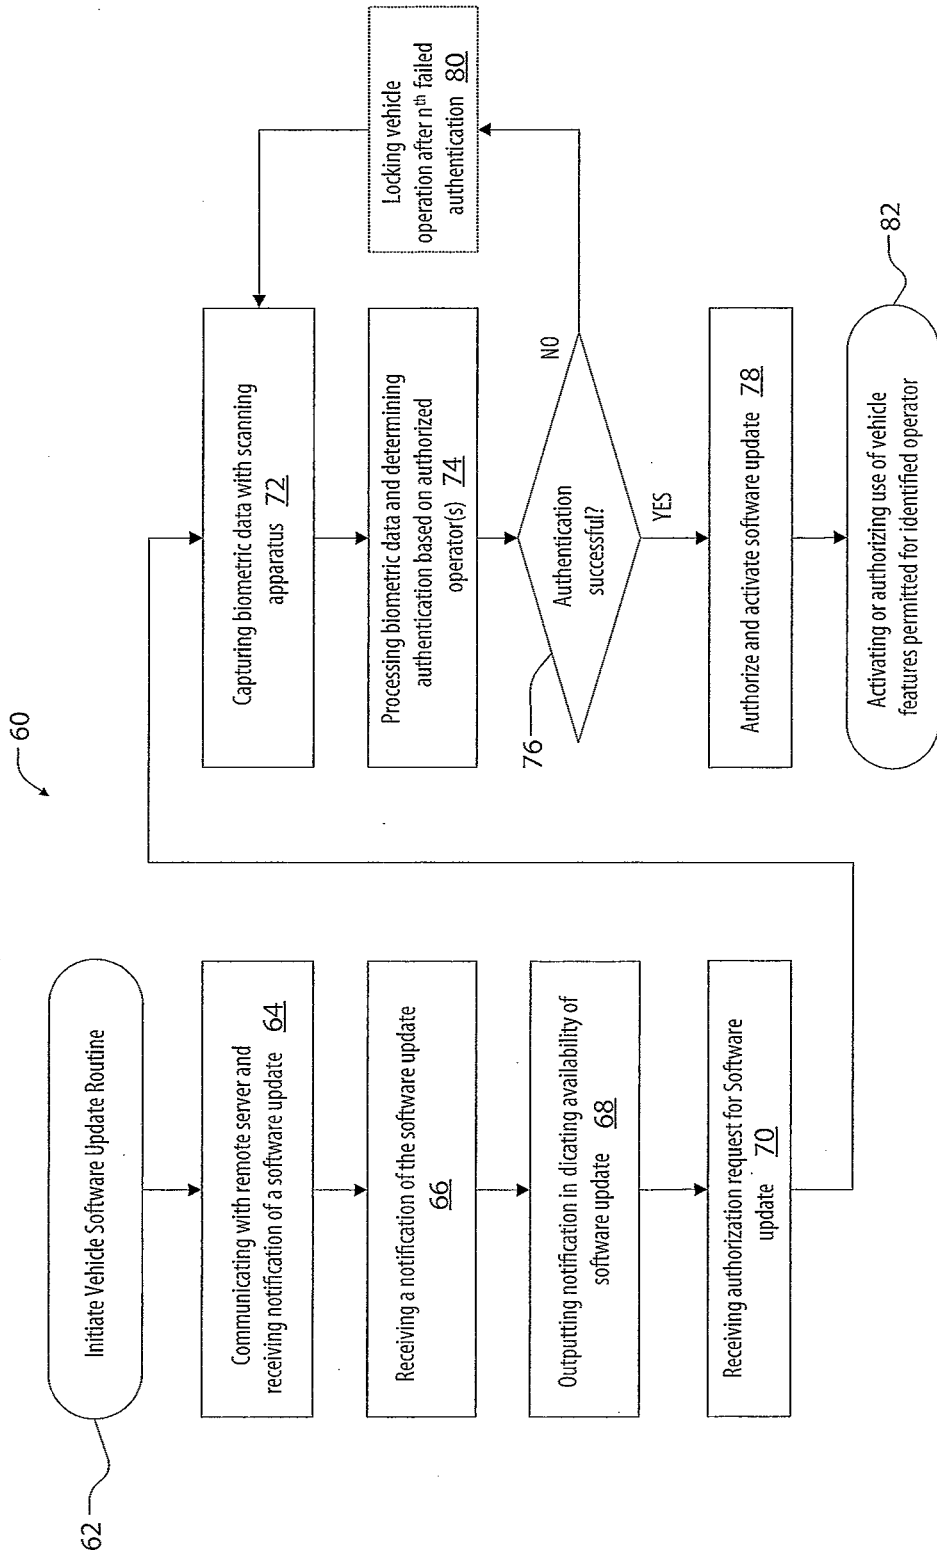 60
62
Initiate Vehicle Software Update Routine
Communicating with remote server and
receiving notification of a software update 64
Receiving a notification of the software update
66
Outputting notification in dicating availability of
software update 68
Receiving authorization request for Software
update 70
Capturing biometric data with scanning
apparatus 72
Processing biometric data and determining
authentication based on authorized
operator(s) 74
76
Authentication
successful?
NO
YES
Locking vehicle
operation after nth failed
authentication 80
Authorize and activate software update 78
Activating or authorizing use of vehicle
features permitted for identified operator
82